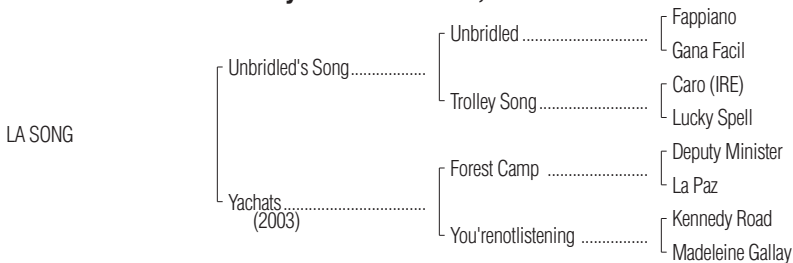 Fappiano
Unbridled ..............................
Gana Facil
Unbridled's Song..................
Caro (IRE)
Trolley Song..........................
Lucky Spell
LA SONG
Deputy Minister
Forest Camp ........................
La Paz
Yachats..................................
(2003)
Kennedy Road
You'renotlistening ................
Madeleine Gallay